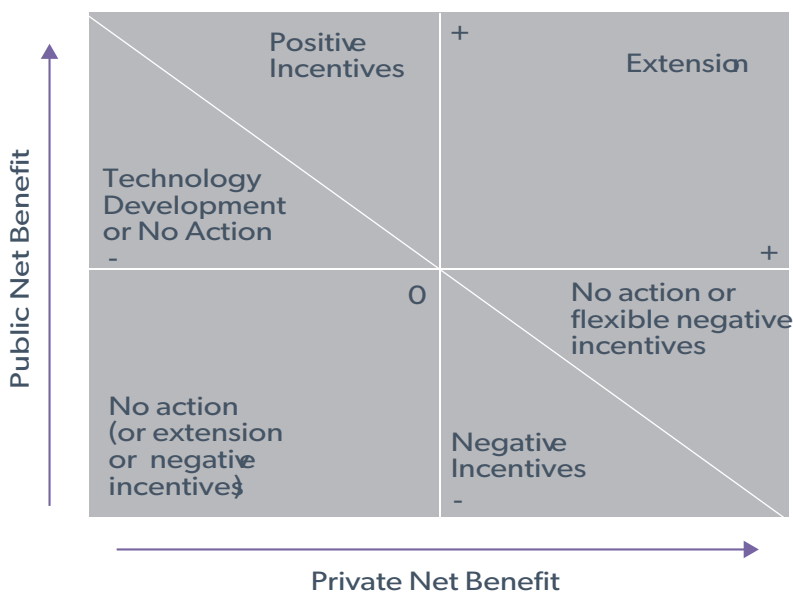 Public Net Benefit
Positive
Incentives
+
Extension
Technology
Development
or No Action
-
+
0
No action or
flexible negative
incentives
No action
(or extension
or negative
incentives)
Negative
Incentives
-
Private Net Benefit